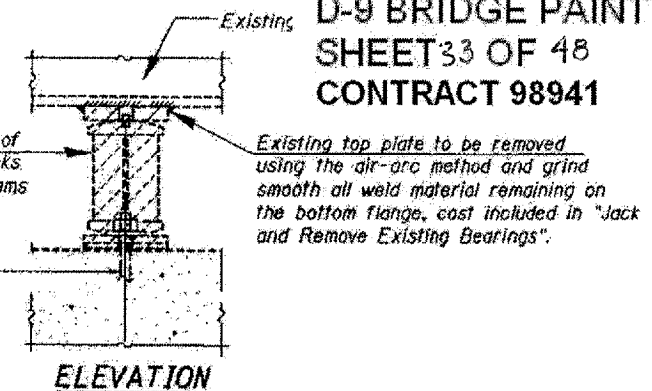 D-9 BRIDGE PAINT
SHEET 33 OF 48
CONTRACT 98941
Existing
of
ks.
ams
Existing top plate to be removed
using the air-arc method and grind
smooth all weld material remaining on
the bottom flange, cost included in "Jack
and Remove Existing Bearings".
ELEVATION